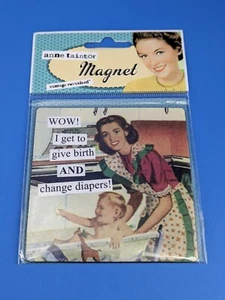 anne taintor
Magnet
vintage revisited®
WOW!
I get to
give birth
AND
change diapers!